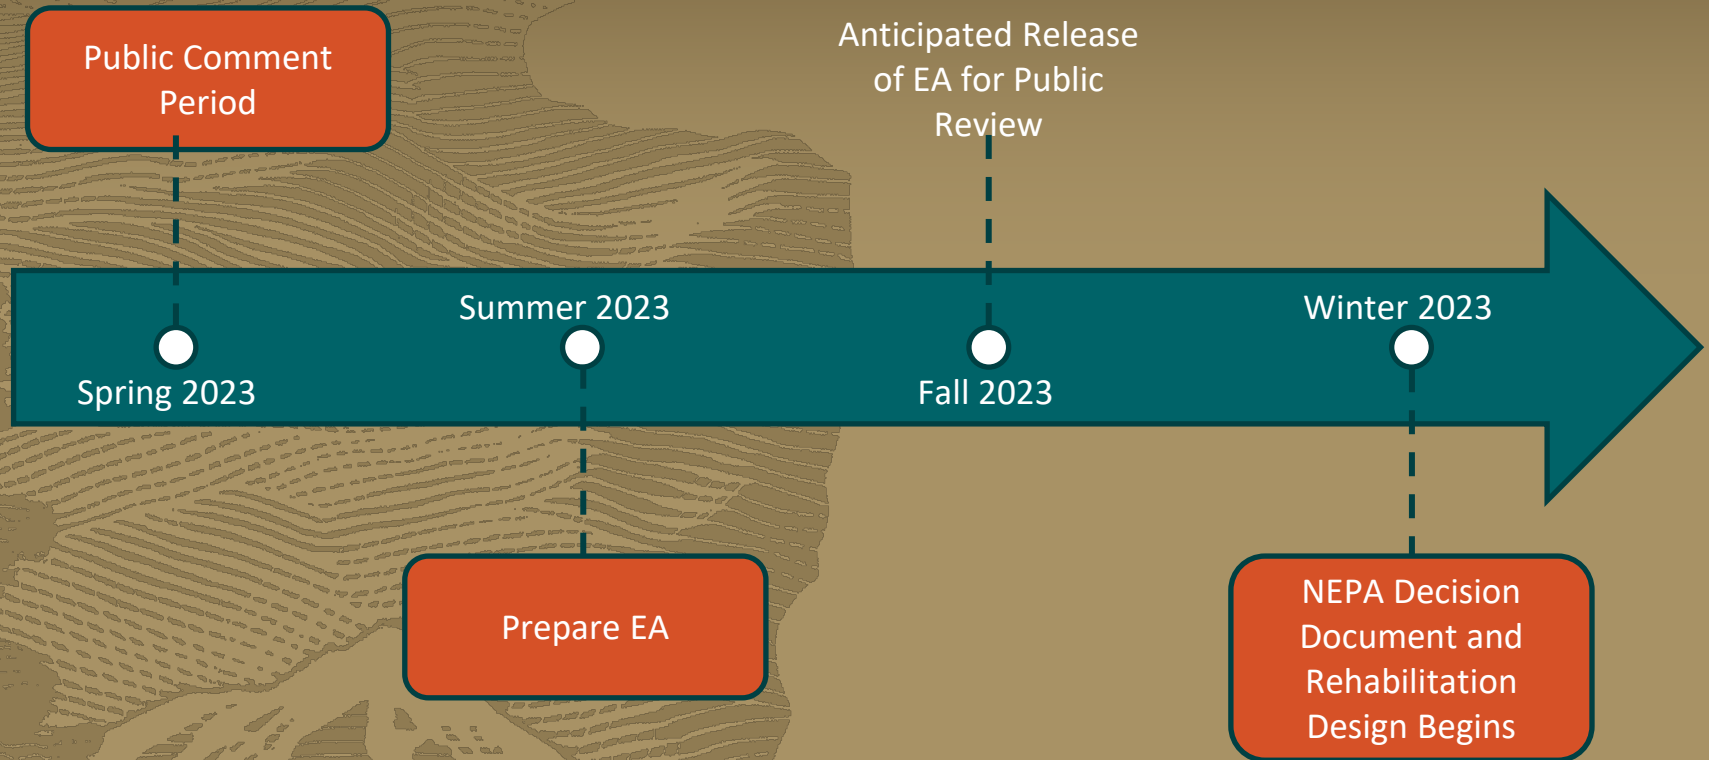 Public Comment
Period
Anticipated Release
of EA for Public
Review
Summer 2023
Winter 2023
Spring 2023
Fall 2023
Prepare EA
NEPA Decision
Document and
Rehabilitation
Design Begins